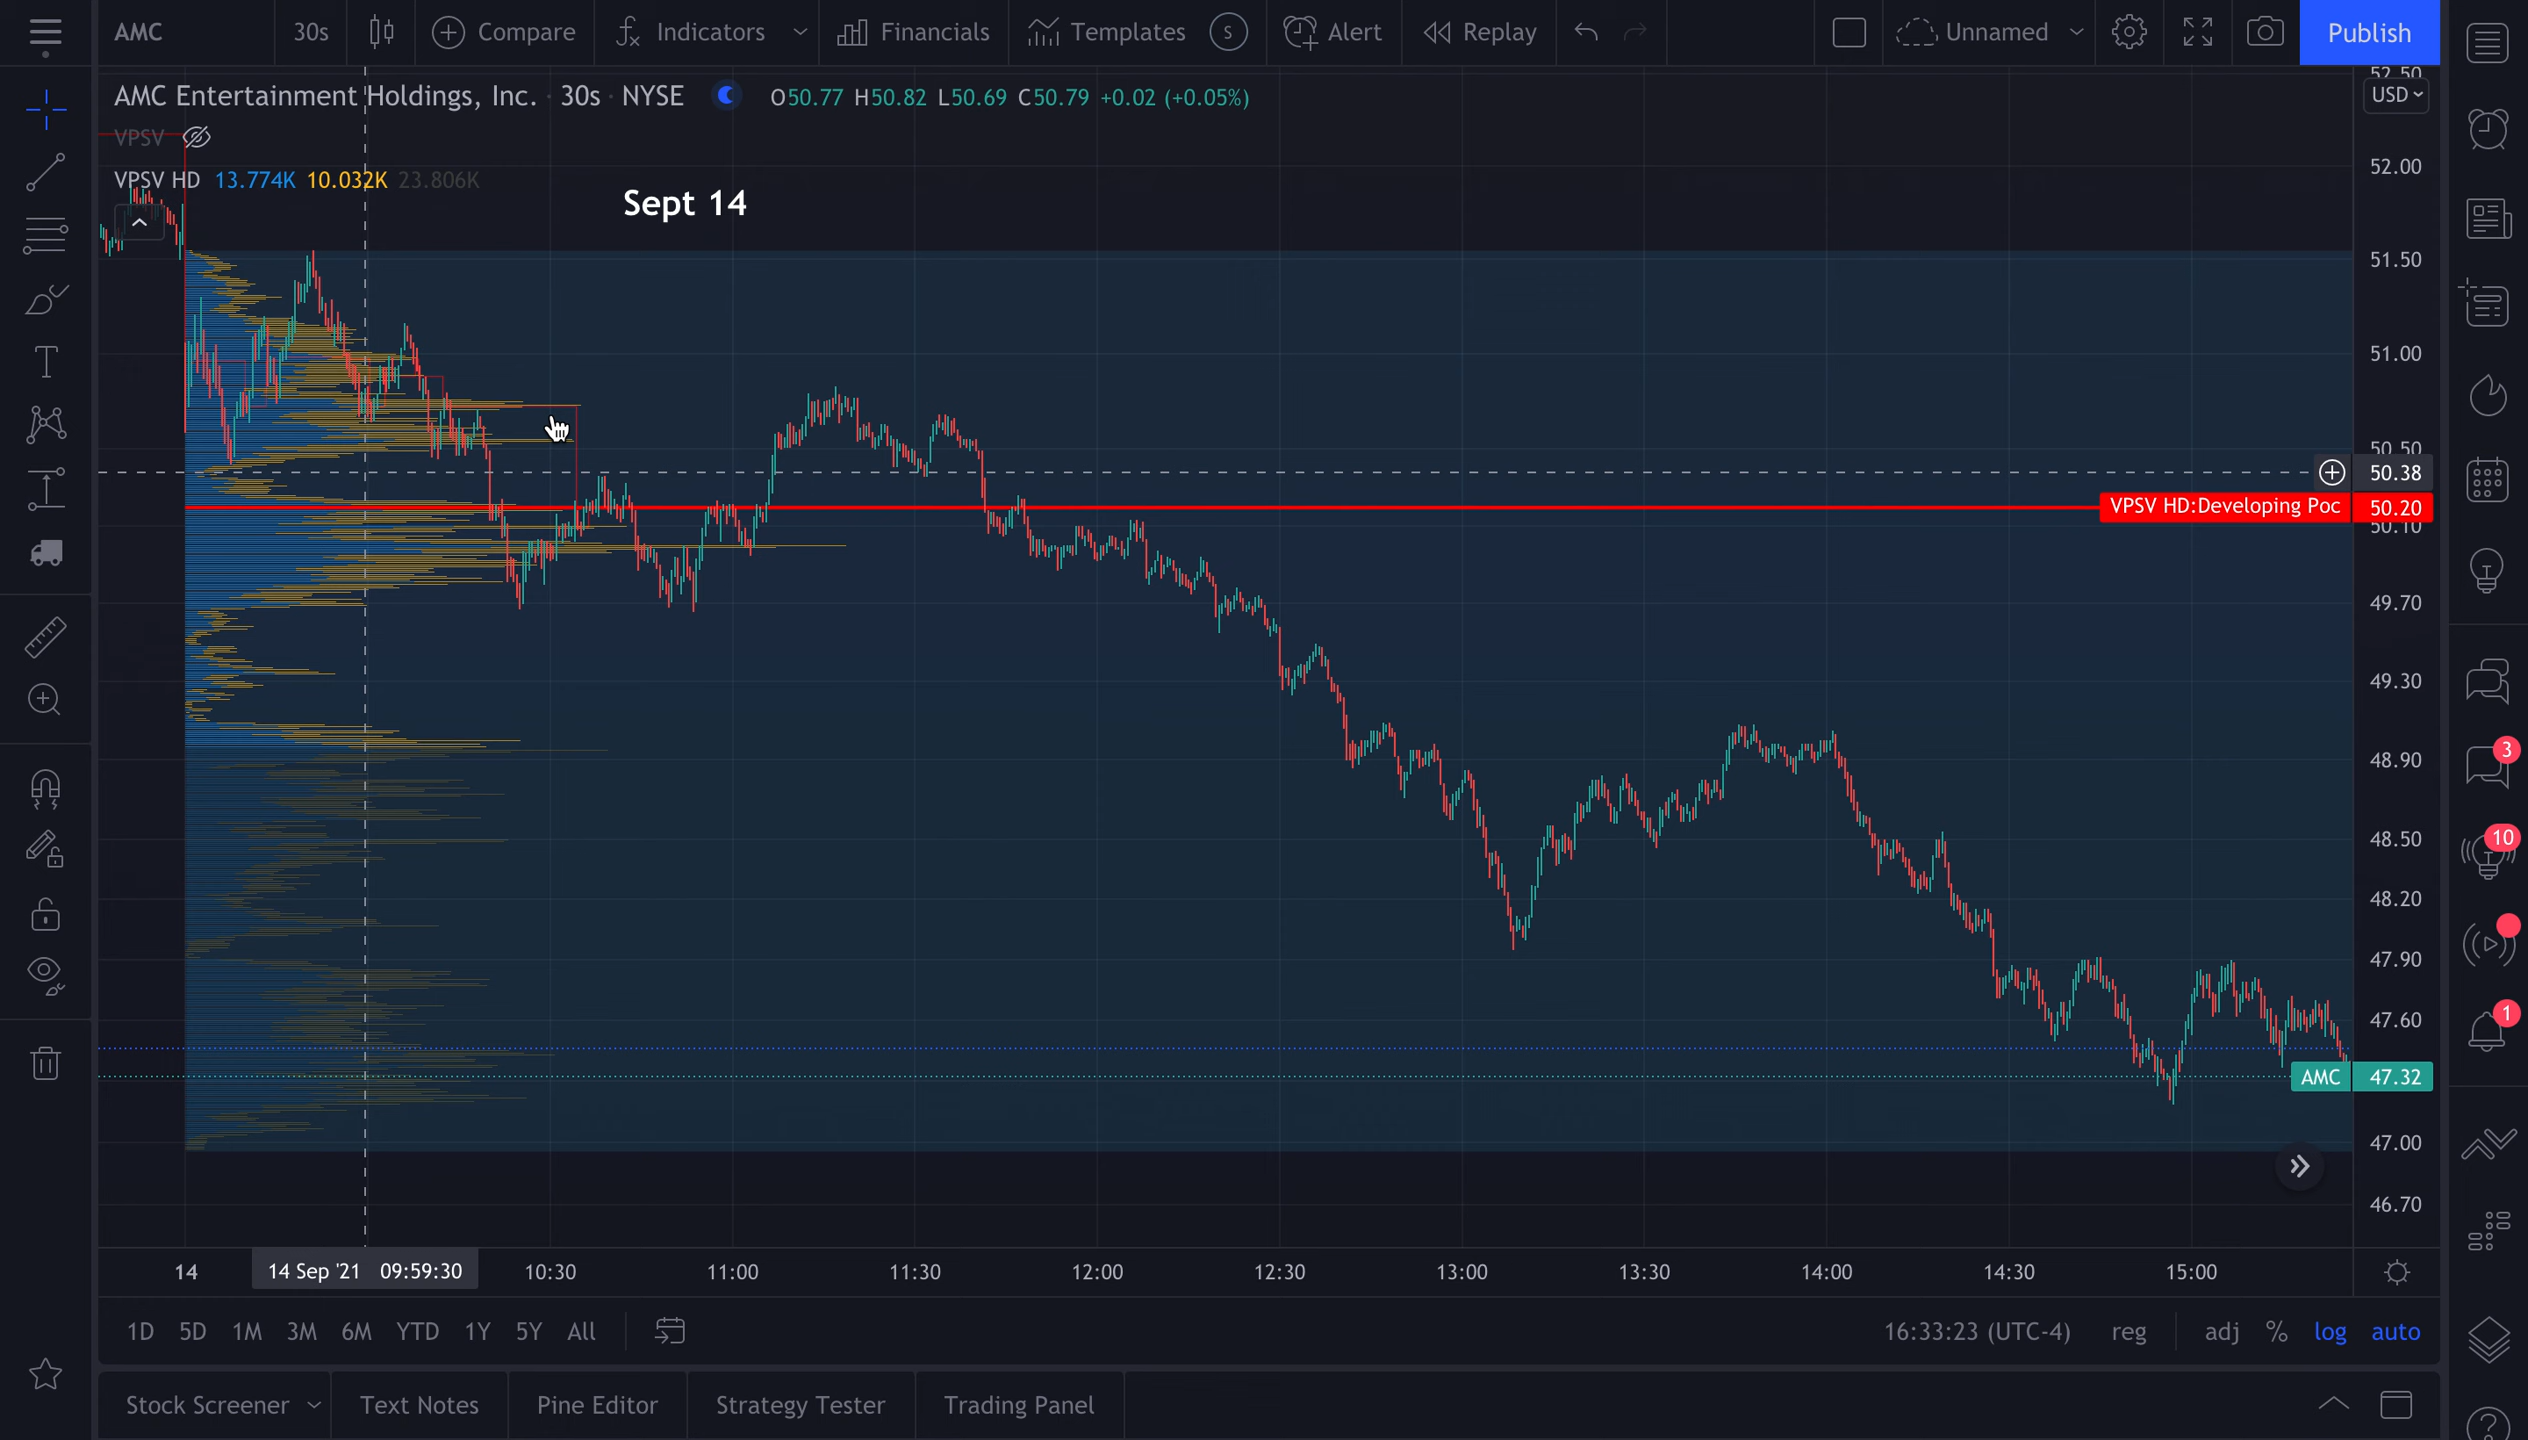 AMC 30s Compare Indicators Financials Templates S Alert Replay Unnamed Publish
AMC Entertainment Holdings, Inc. · 30s · NYSE O50.77 H50.82 L50.69 C50.79 +0.02 (+0.05%)
USD
VPSV
VPSV HD 13.774K 10.032K 23.806K
Sept 14
52.50
52.00
51.50
51.00
50.50
50.38
VPSV HD:Developing Poc 50.20
50.10
49.70
49.30
48.90
48.50
48.20
47.90
47.60
AMC 47.32
47.00
46.70
3
10
1
14 14 Sep '21 09:59:30 10:30 11:00 11:30 12:00 12:30 13:00 13:30 14:00 14:30 15:00
1D 5D 1M 3M 6M YTD 1Y 5Y All 16:33:23 (UTC-4) reg adj % log auto
Stock Screener Text Notes Pine Editor Strategy Tester Trading Panel